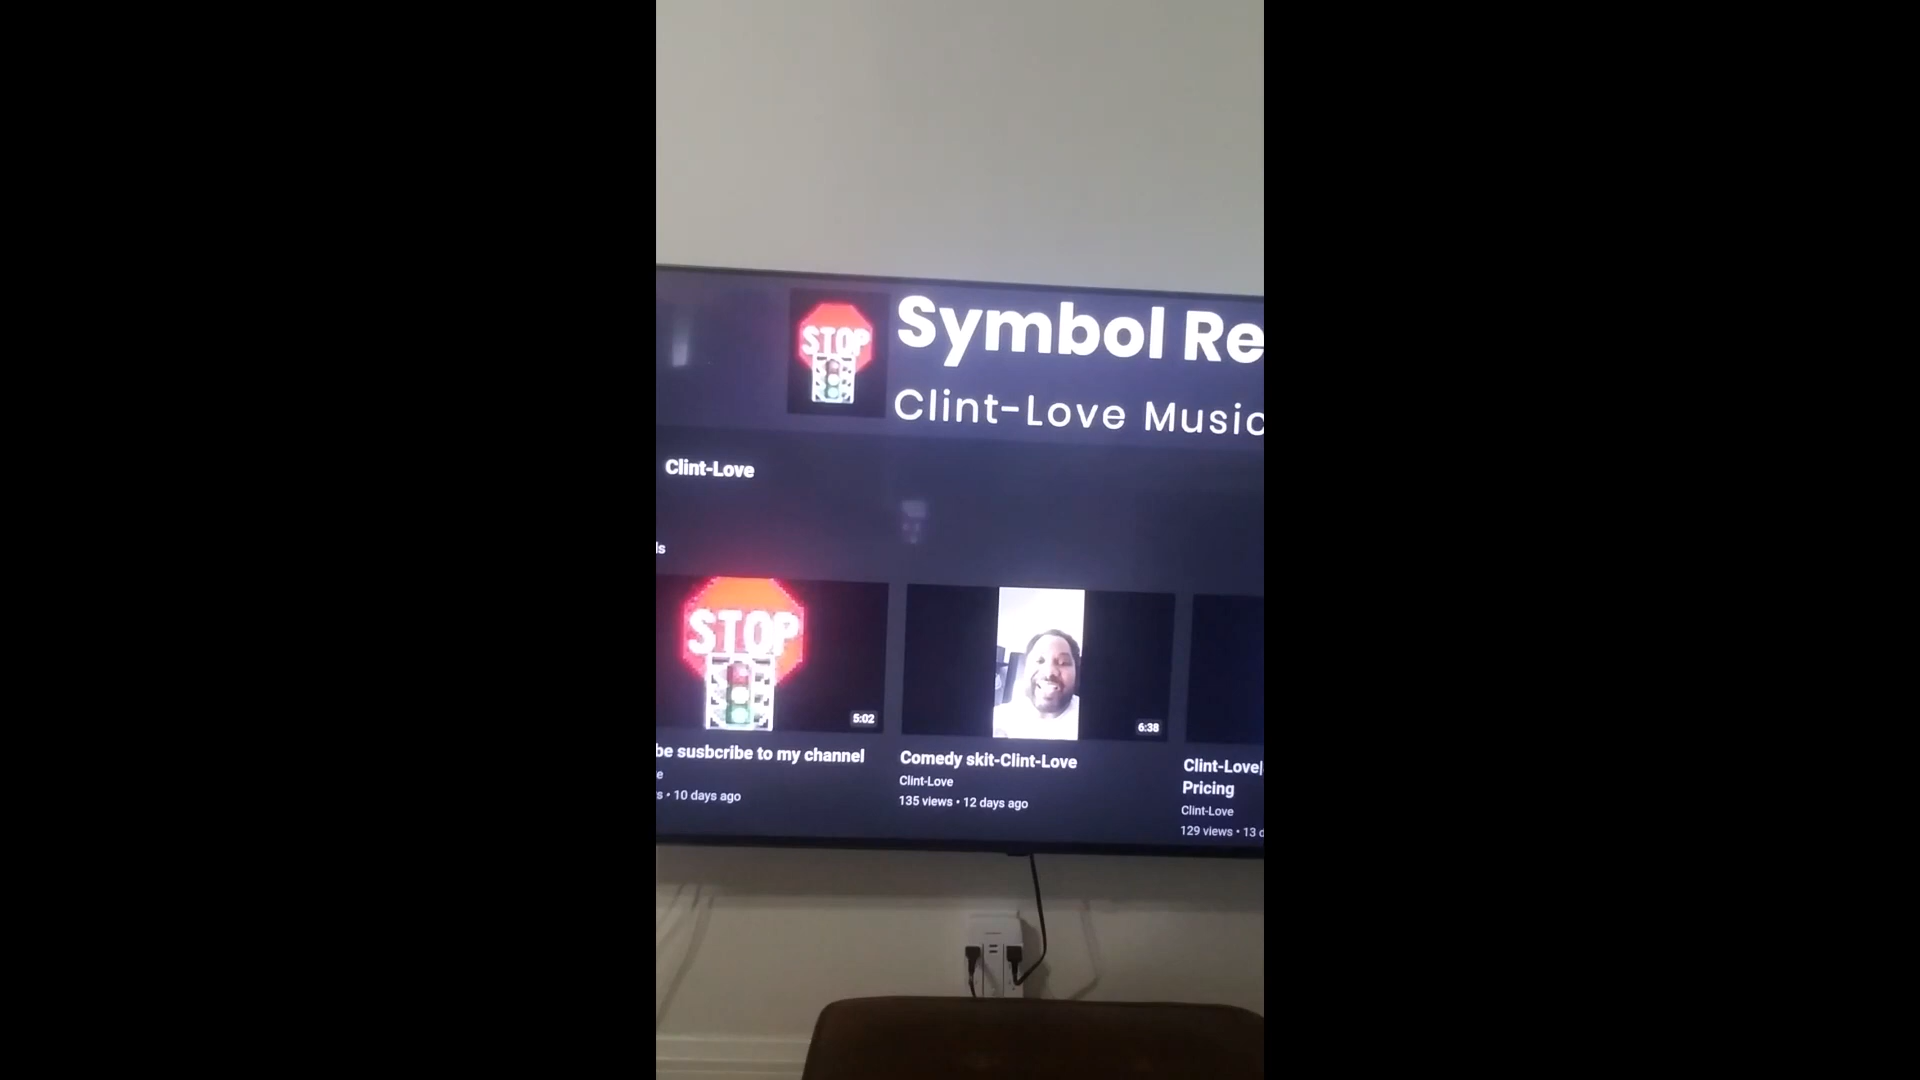 STOP
Symbol Re
Clint-Love Music
Clint-Love
ls
STOP
5:02
6:38
be susbcribe to my channel
e
s • 10 days ago
Comedy skit-Clint-Love
Clint-Love
135 views • 12 days ago
Clint-Love|
Pricing
Clint-Love
129 views • 13 d